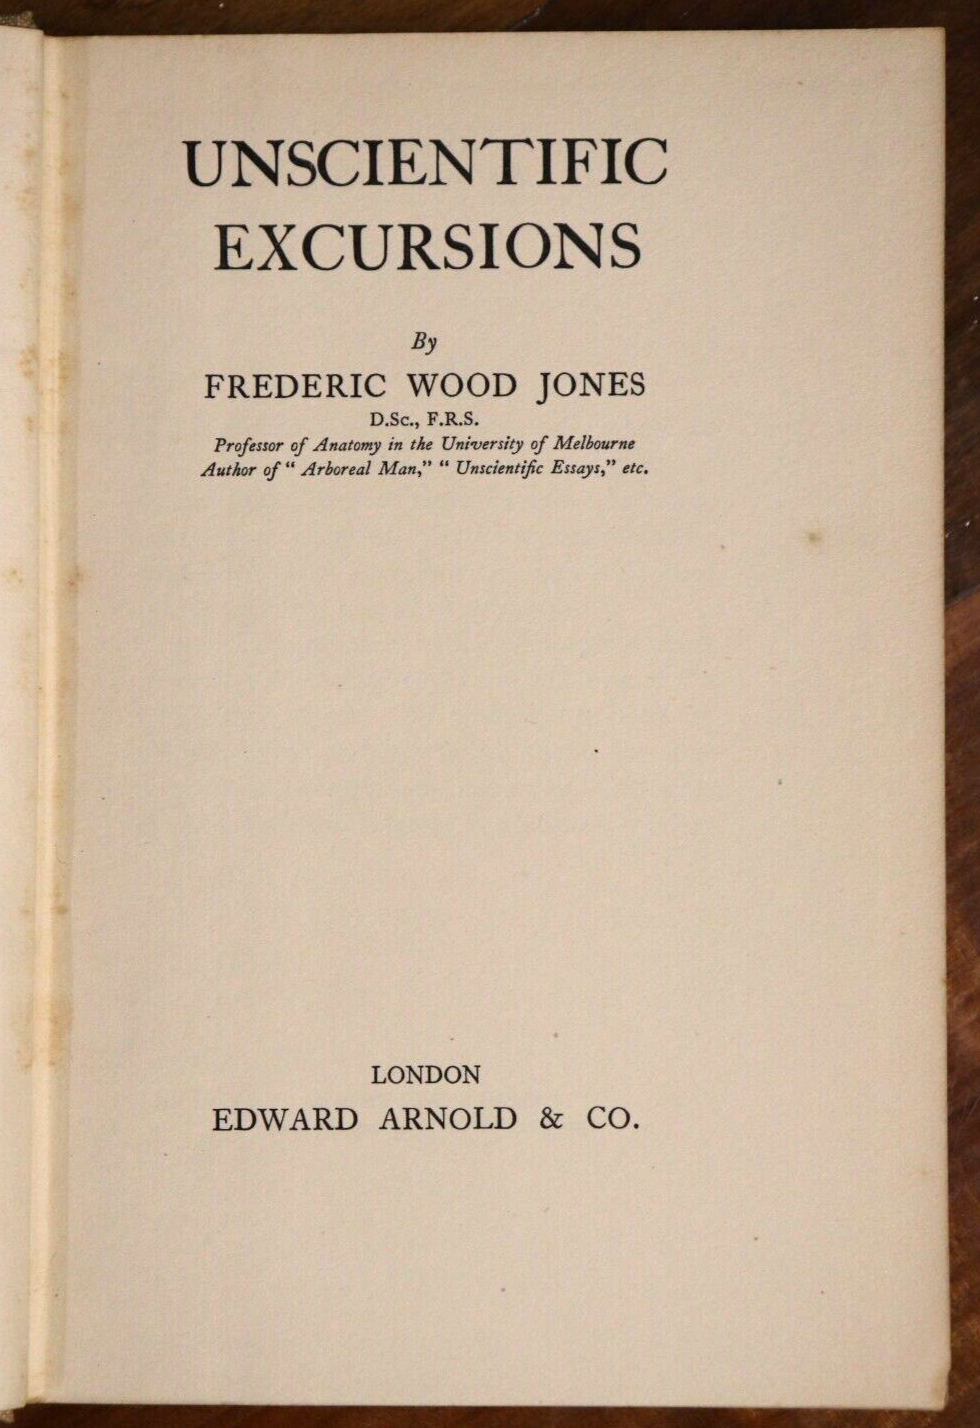 UNSCIENTIFIC
EXCURSIONS
By
FREDERIC WOOD JONES
D.Sc., F.R.S.
Professor of Anatomy in the University of Melbourne
Author of “ Arboreal Man,” “ Unscientific Essays,” etc.
LONDON
EDWARD ARNOLD & CO.